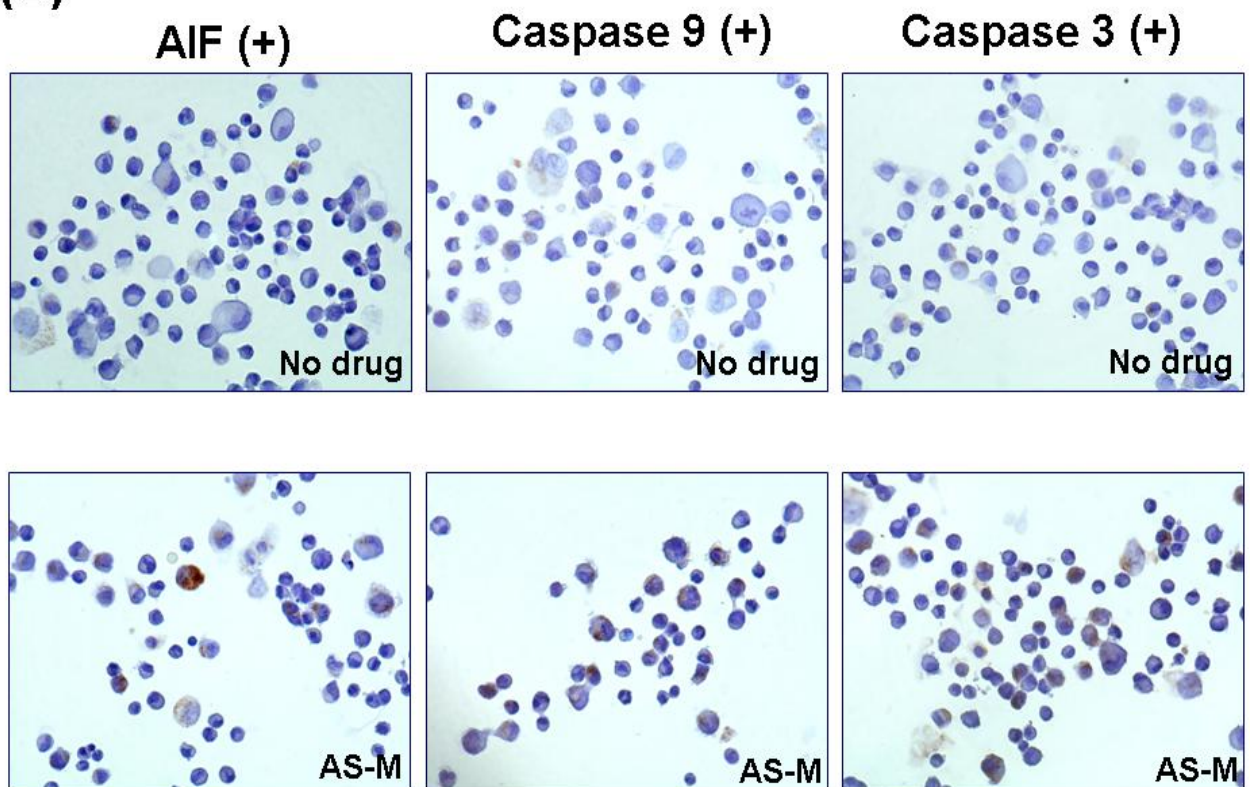 AIF (+)
Caspase 9 (+)
Caspase 3 (+)
No drug
No drug
No drug
AS-M
AS-M
AS-M